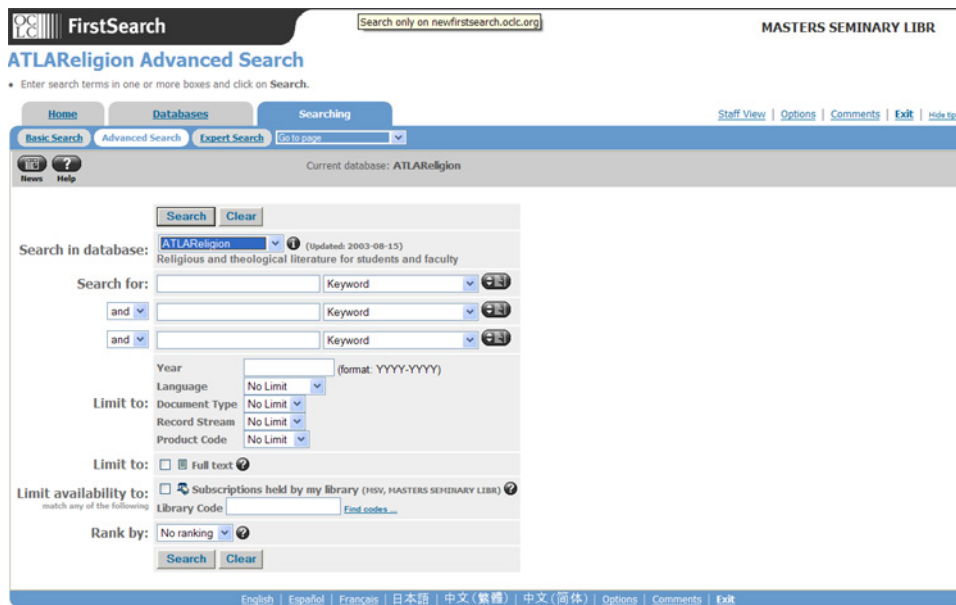 OCLC FirstSearch
Search only on newfirstsearch.oclc.org
MASTERS SEMINARY LIBR
ATLAReligion Advanced Search
• Enter search terms in one or more boxes and click on Search.
Home Databases Searching Staff View | Options | Comments | Exit | Hide tip
Basic Search Advanced Search Expert Search Go to page
News Help
Current database: ATLAReligion
Search Clear
Search in database: ATLAReligion (Updated: 2003-08-15)
Religious and theological literature for students and faculty
Search for: Keyword
and Keyword
and Keyword
Year (format: YYYY-YYYY)
Language No Limit
Limit to: Document Type No Limit
Record Stream No Limit
Product Code No Limit
Limit to: Full text ?
Limit availability to: Subscriptions held by my library (MSV, MASTERS SEMINARY LIBR) ?
match any of the following Library Code Find codes ...
Rank by: No ranking ?
Search Clear
English | Español | Français | 日本語 | 中文(繁體) | 中文(简体) | Options | Comments | Exit